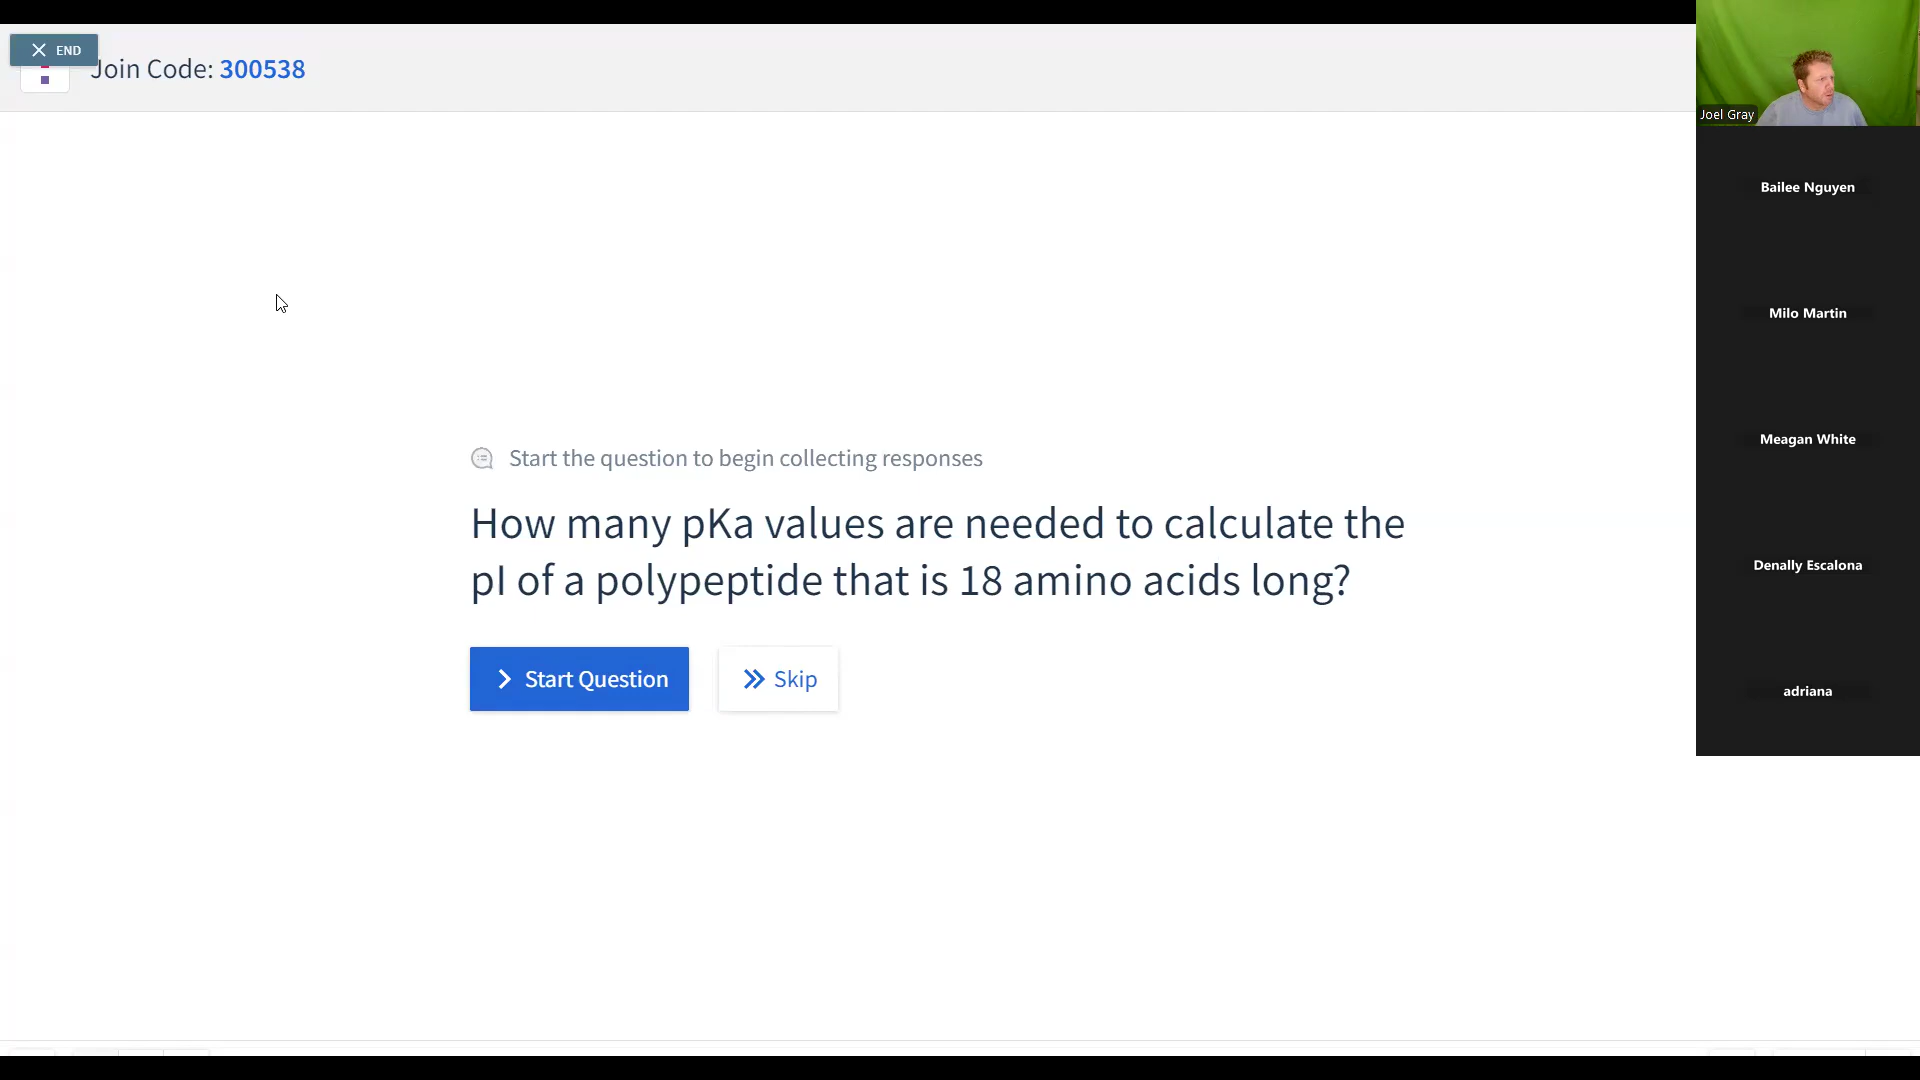 END
Join Code: 300538
Joel Gray
Bailee Nguyen
Milo Martin
Meagan White
Denally Escalona
adriana
Start the question to begin collecting responses
How many pKa values are needed to calculate the
pI of a polypeptide that is 18 amino acids long?
Start Question
Skip